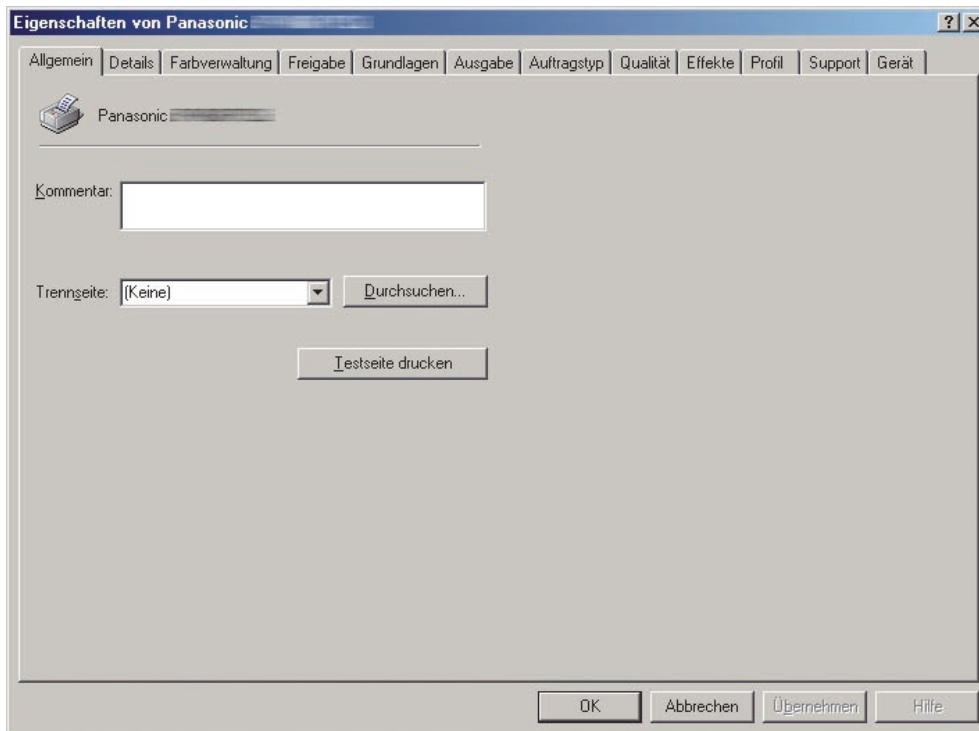 Eigenschaften von Panasonic
Allgemein Details Farbverwaltung Freigabe Grundlagen Ausgabe Auftragstyp Qualität Effekte Profil Support Gerät
Panasonic
Kommentar:
Trennseite: (Keine) Durchsuchen...
Testseite drucken
OK Abbrechen Übernehmen Hilfe